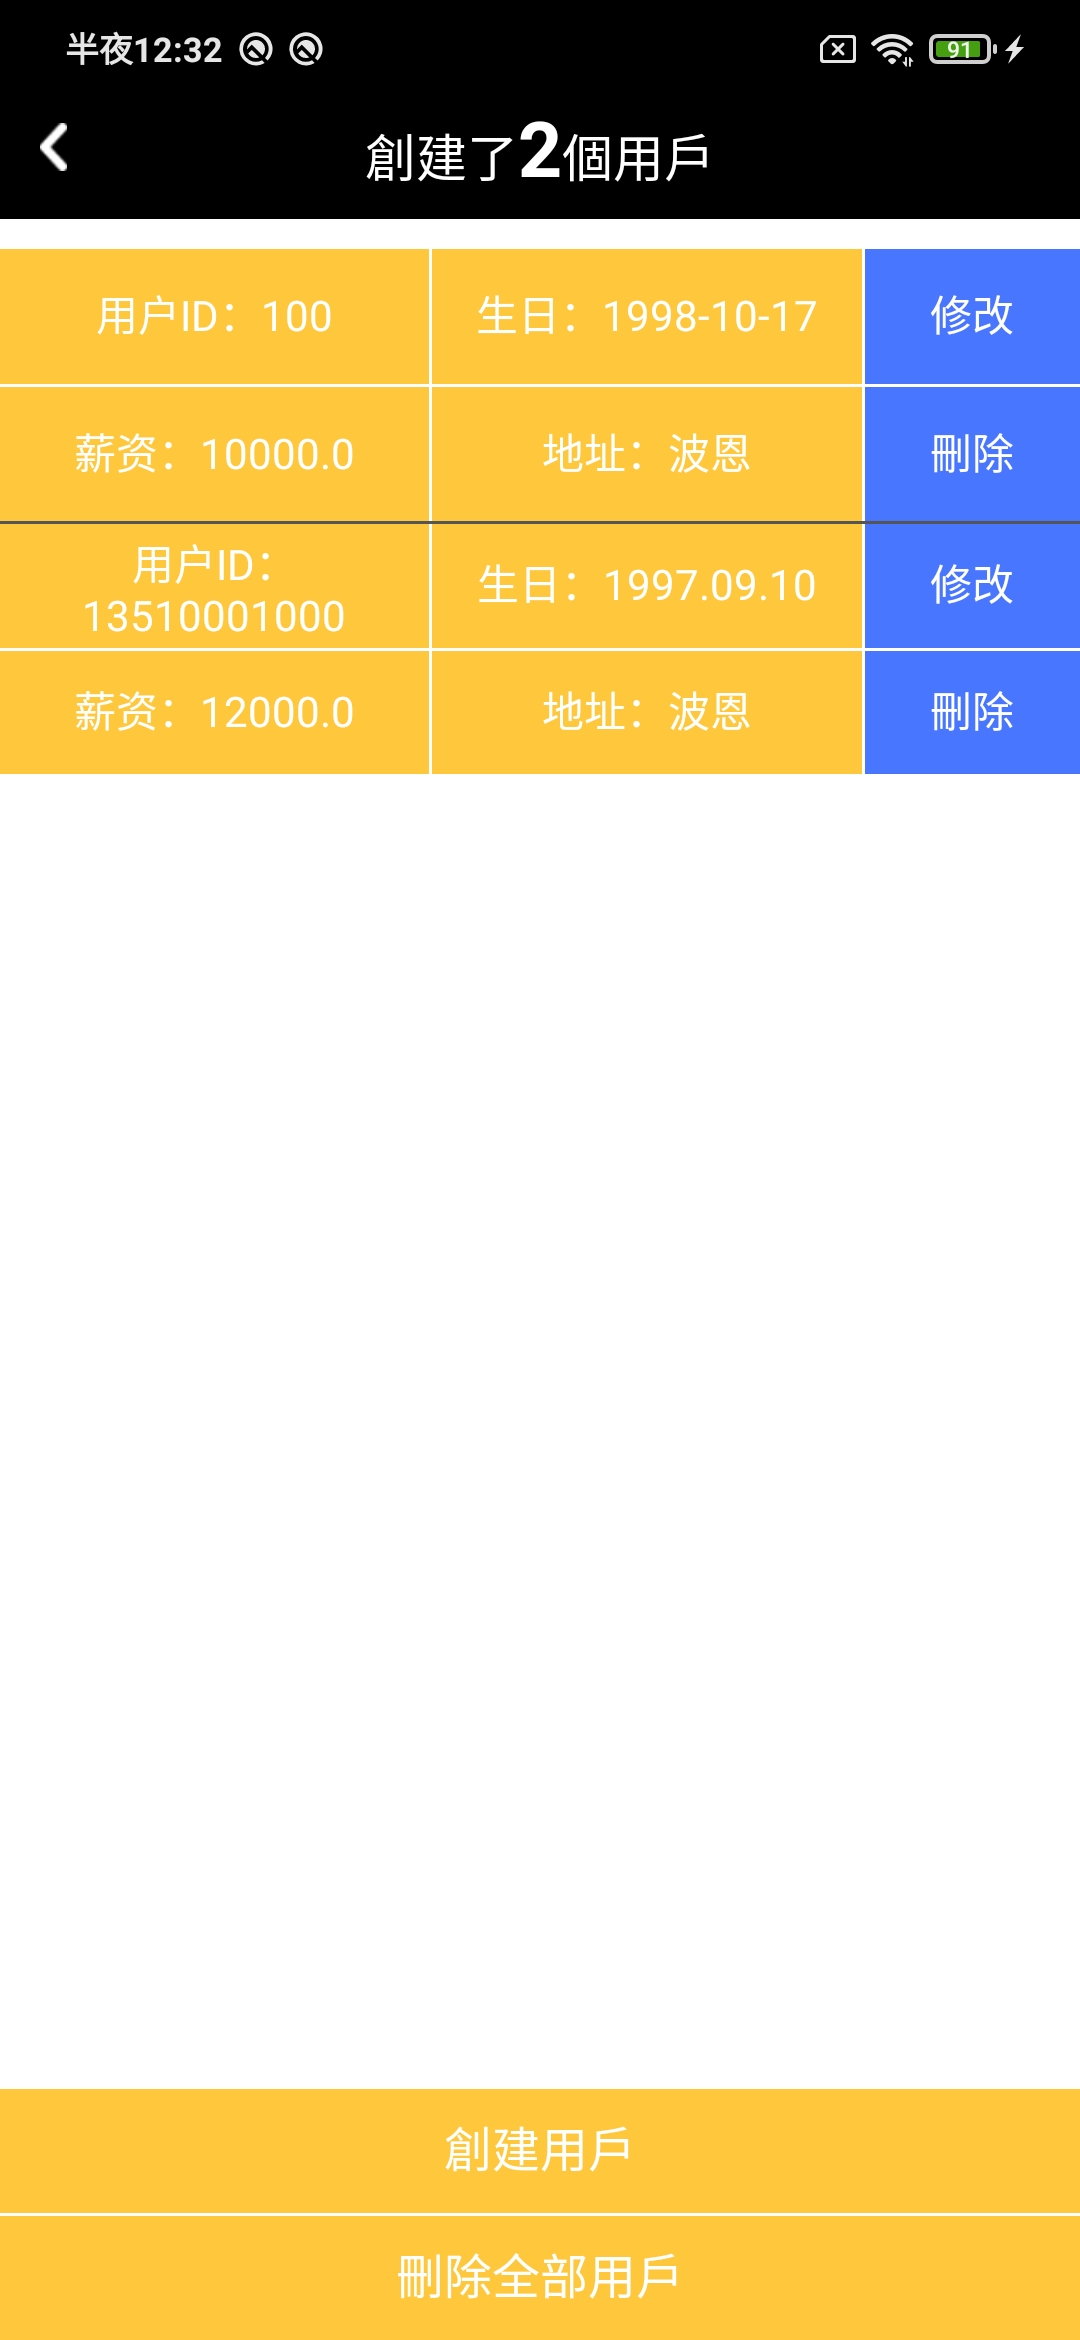 半夜12:32
91
創建了2個用戶
用户ID：100
生日：1998-10-17
修改
薪资：10000.0
地址：波恩
刪除
用户ID：
13510001000
生日：1997.09.10
修改
薪资：12000.0
地址：波恩
刪除
創建用戶
刪除全部用戶